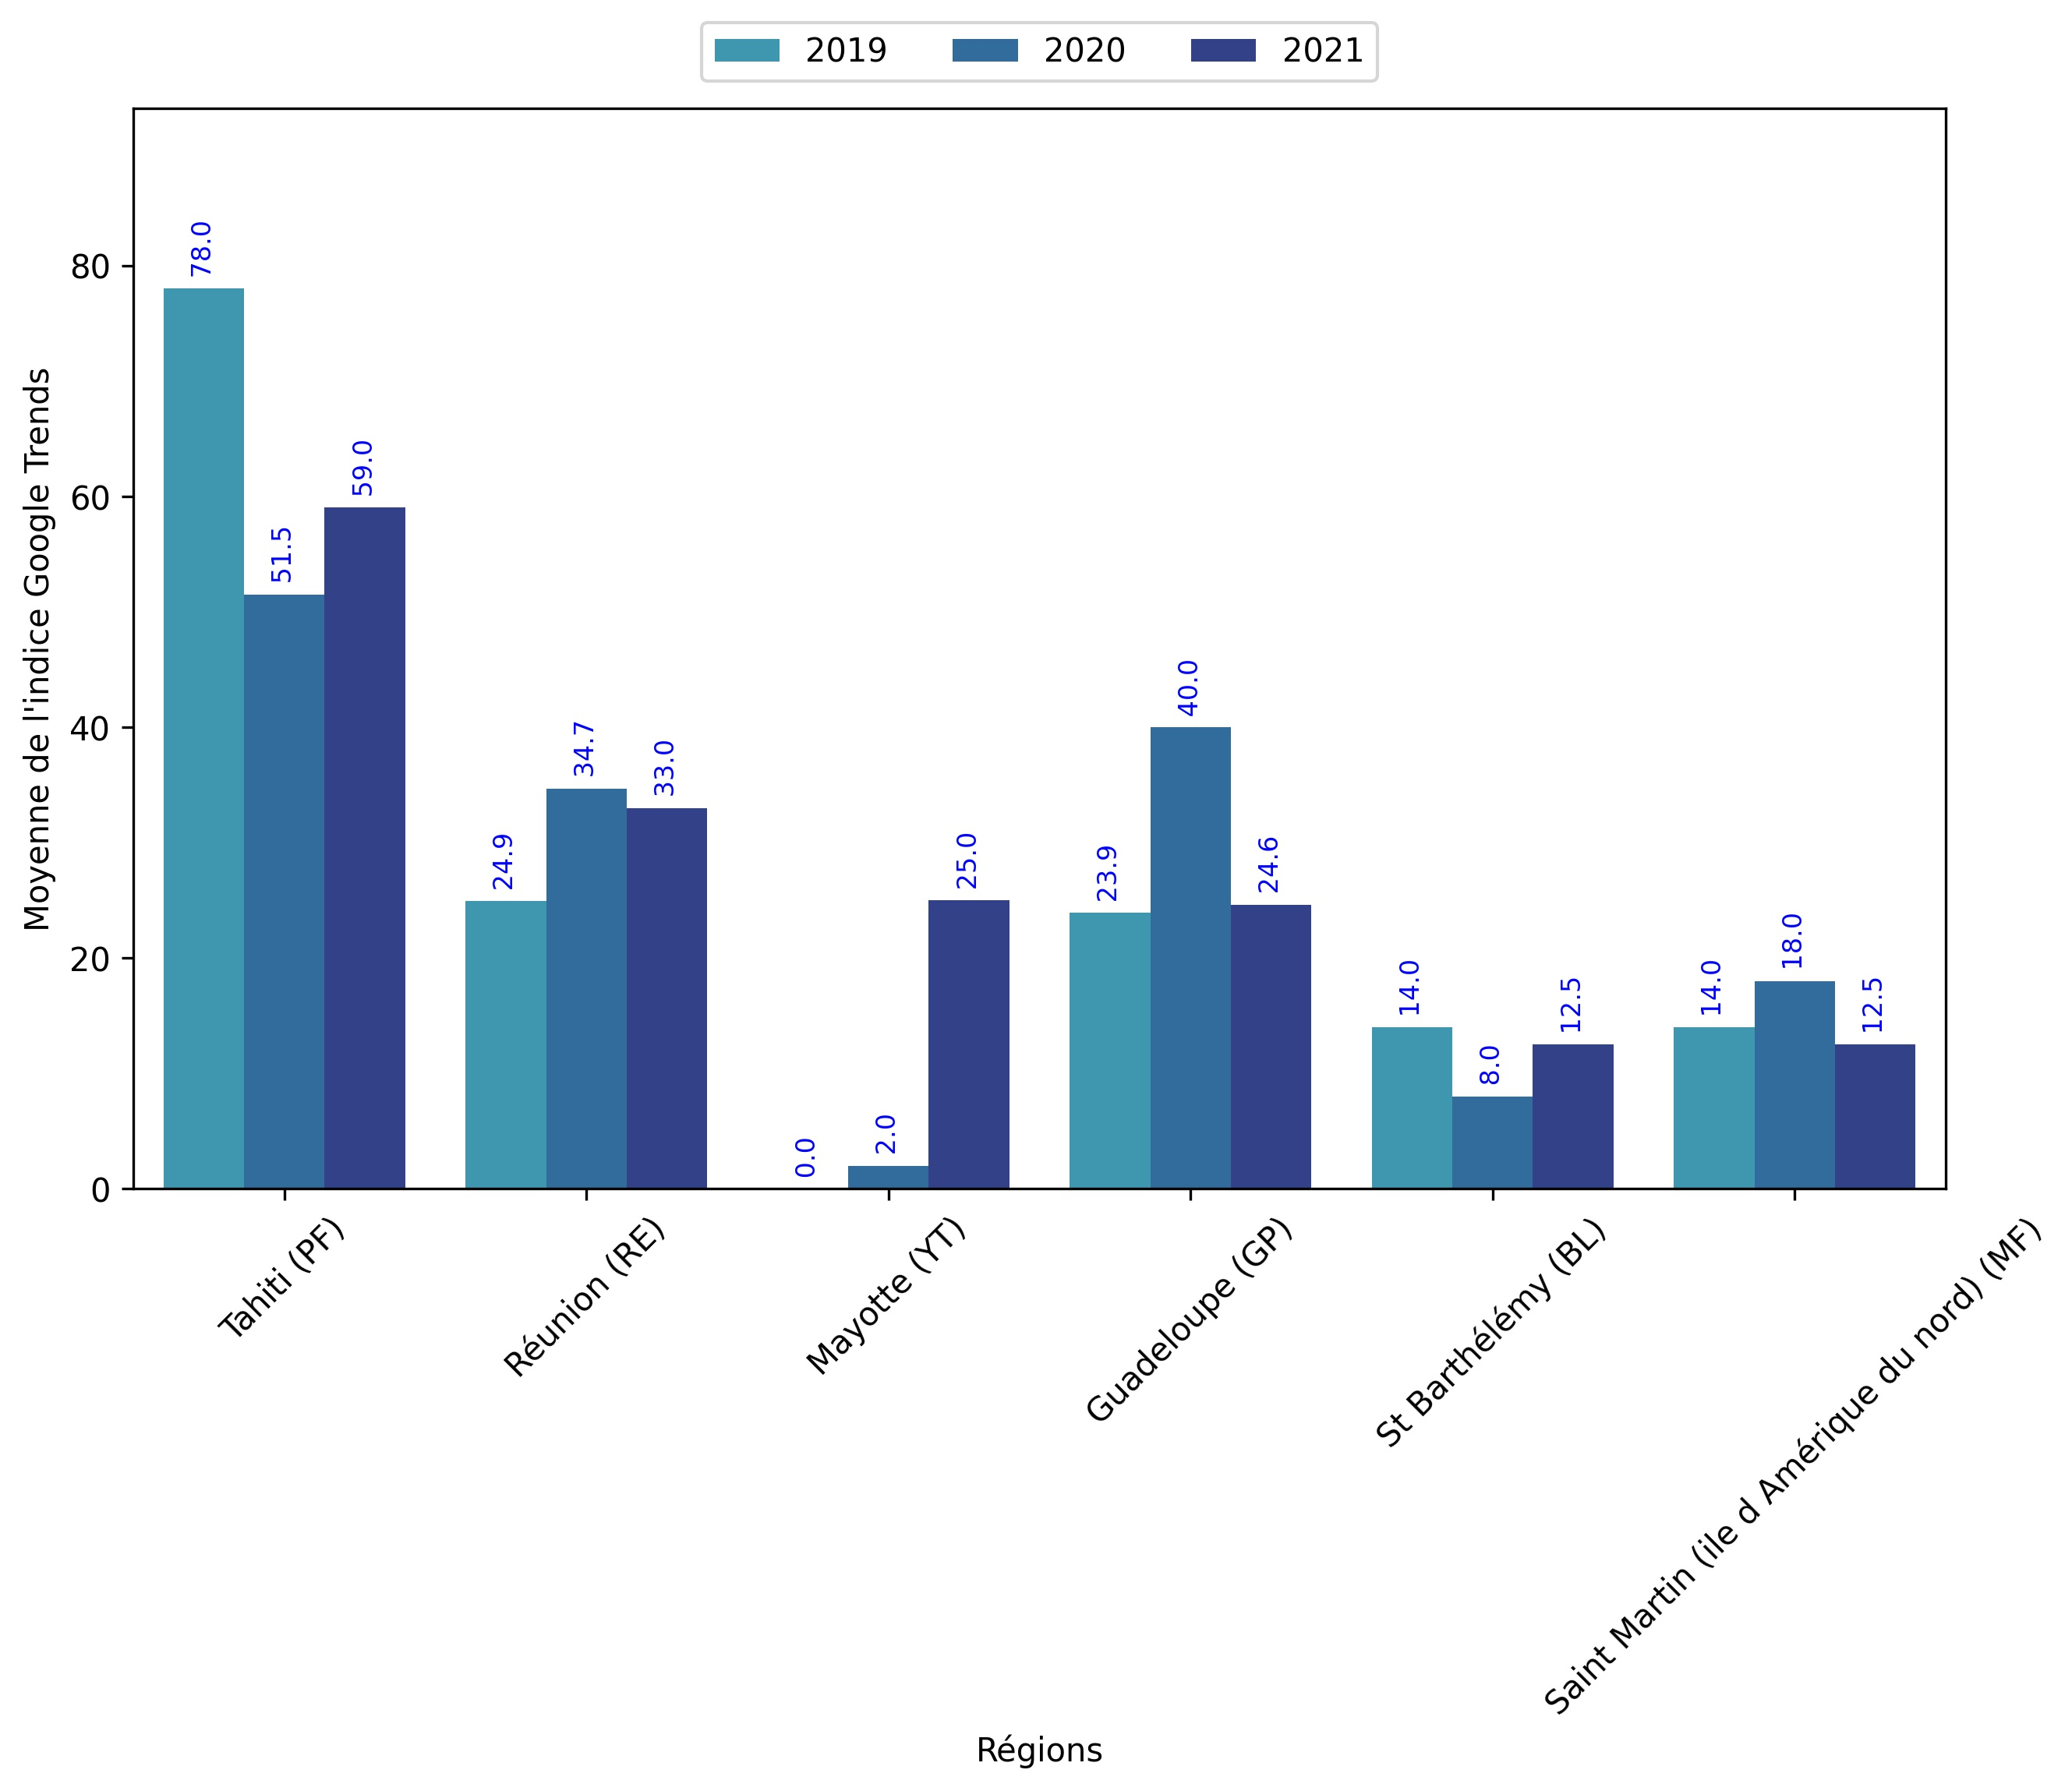 2019 2020 2021
Moyenne de l'indice Google Trends
80
60
40
20
0
78.0
51.5
59.0
24.9
34.7
33.0
0.0
2.0
25.0
23.9
40.0
24.6
14.0
8.0
12.5
14.0
18.0
12.5
Tahiti (PF)
Réunion (RE)
Mayotte (YT)
Guadeloupe (GP)
St Barthélémy (BL)
Saint Martin (ile d Amérique du nord) (MF)
Régions